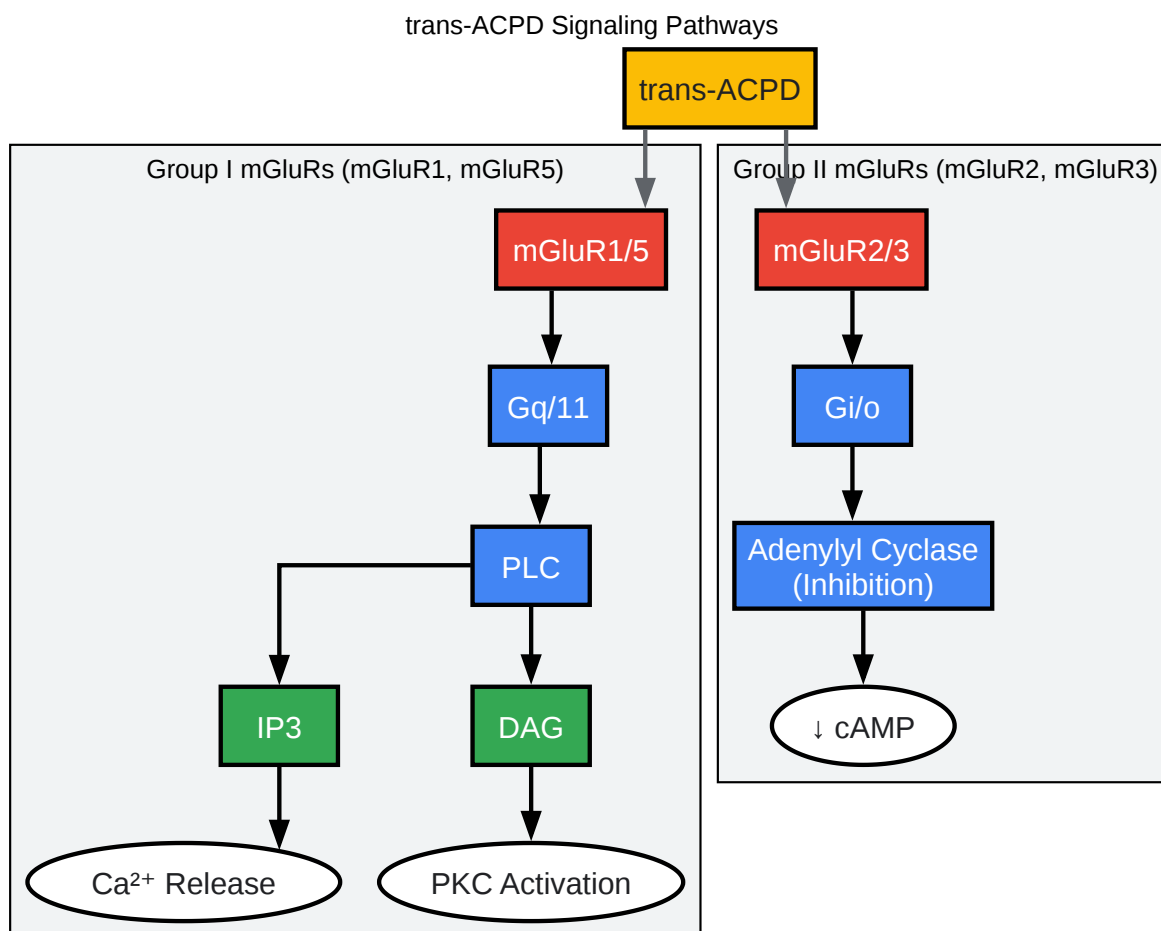 trans-ACPD Signaling Pathways
trans-ACPD
Group I mGluRs (mGluR1, mGluR5)
mGluR1/5
Gq/11
PLC
IP3
DAG
Ca²⁺ Release
PKC Activation
Group II mGluRs (mGluR2, mGluR3)
mGluR2/3
Gi/o
Adenylyl Cyclase
(Inhibition)
↓ cAMP